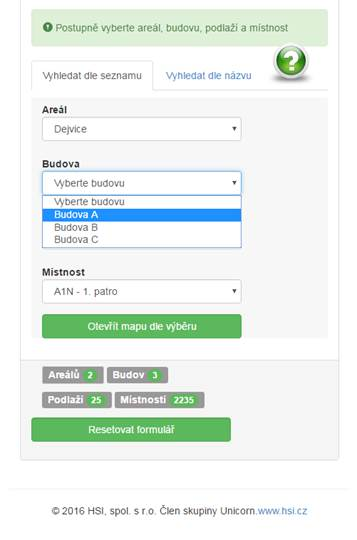 Postupně vyberte areál, budovu, podlaží a místnost
Vyhledat dle seznamu Vyhledat dle názvu ?
Areál
Dejvice
Budova
Vyberte budovu
Vyberte budovu
Budova A
Budova B
Budova C
Místnost
A1N - 1. patro
Otevřít mapu dle výběru
Areálů 2 Budov 3
Podlaží 25 Místností 2235
Resetovat formulář
© 2016 HSI, spol. s r.o. Člen skupiny Unicorn.www.hsi.cz